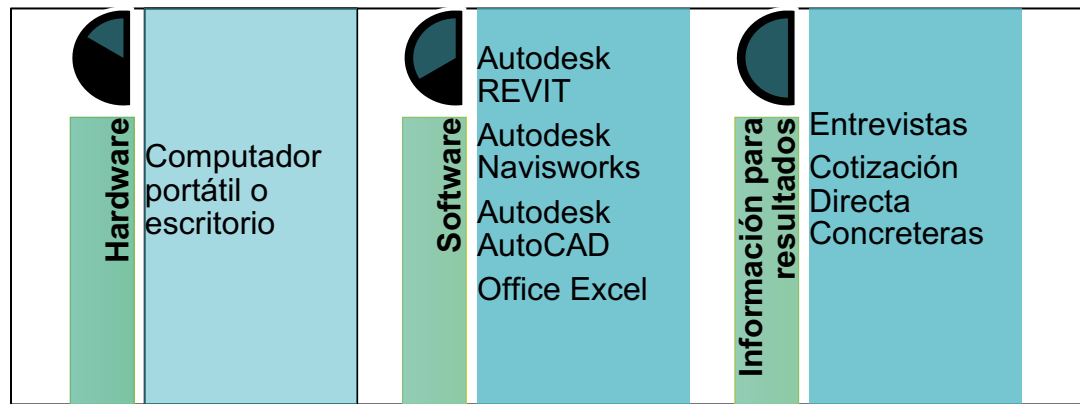 Hardware
Computador
portátil o
escritorio
Software
Autodesk
REVIT
Autodesk
Navisworks
Autodesk
AutoCAD
Office Excel
Información para
resultados
Entrevistas
Cotización
Directa
Concreteras